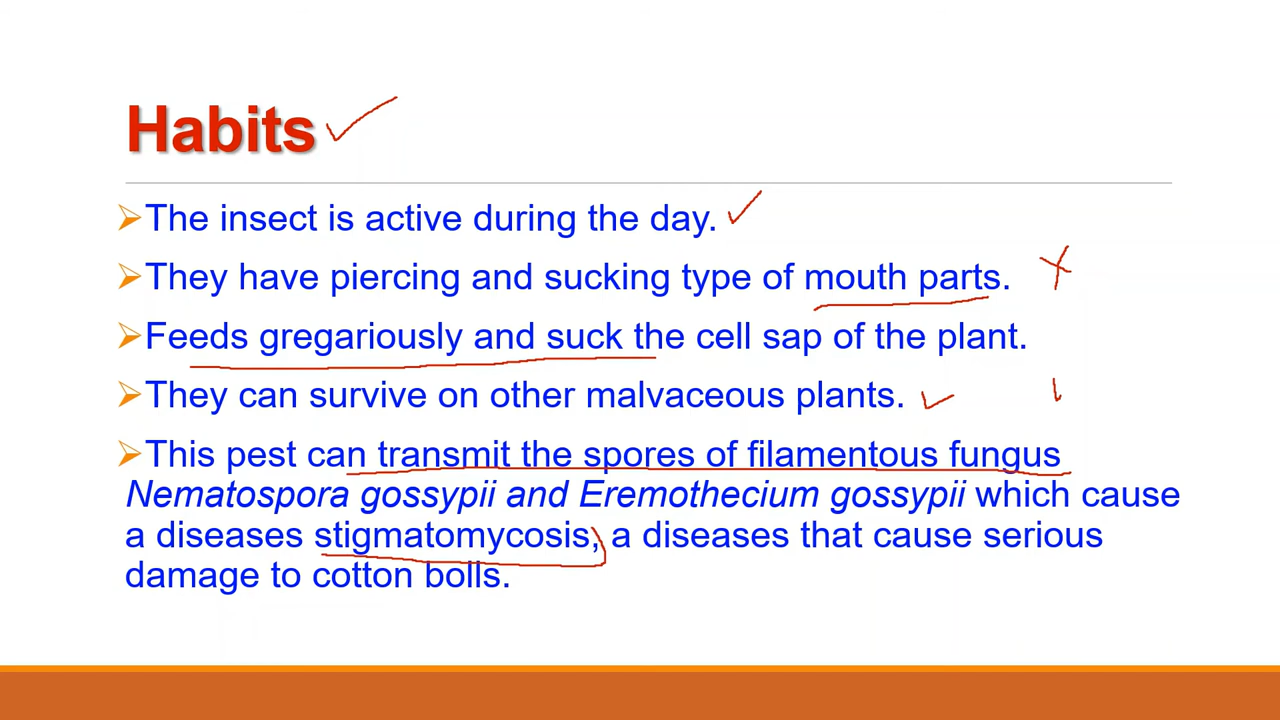 Habits
The insect is active during the day.
They have piercing and sucking type of mouth parts.
Feeds gregariously and suck the cell sap of the plant.
They can survive on other malvaceous plants.
This pest can transmit the spores of filamentous fungus
Nematospora gossypii and Eremothecium gossypii which cause
a diseases stigmatomycosis, a diseases that cause serious
damage to cotton bolls.